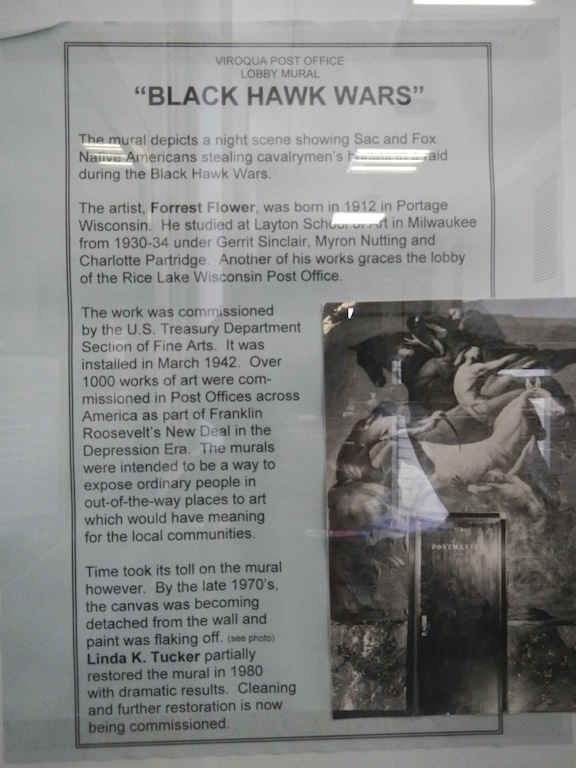 VIROQUA POST OFFICE
LOBBY MURAL
“BLACK HAWK WARS”
The mural depicts a night scene showing Sac and Fox
Native Americans stealing cavalrymen's horses in a raid
during the Black Hawk Wars.
The artist, Forrest Flower, was born in 1912 in Portage
Wisconsin. He studied at Layton School of Art in Milwaukee
from 1930-34 under Gerrit Sinclair, Myron Nutting and
Charlotte Partridge. Another of his works graces the lobby
of the Rice Lake Wisconsin Post Office.
The work was commissioned
by the U.S. Treasury Department
Section of Fine Arts. It was
installed in March 1942. Over
1000 works of art were com-
missioned in Post Offices across
America as part of Franklin
Roosevelt's New Deal in the
Depression Era. The murals
were intended to be a way to
expose ordinary people in
out-of-the-way places to art
which would have meaning
for the local communities.
Time took its toll on the mural
however. By the late 1970's,
the canvas was becoming
detached from the wall and
paint was flaking off. (see photo)
Linda K. Tucker partially
restored the mural in 1980
with dramatic results. Cleaning
and further restoration is now
being commissioned.
POSTMASTER